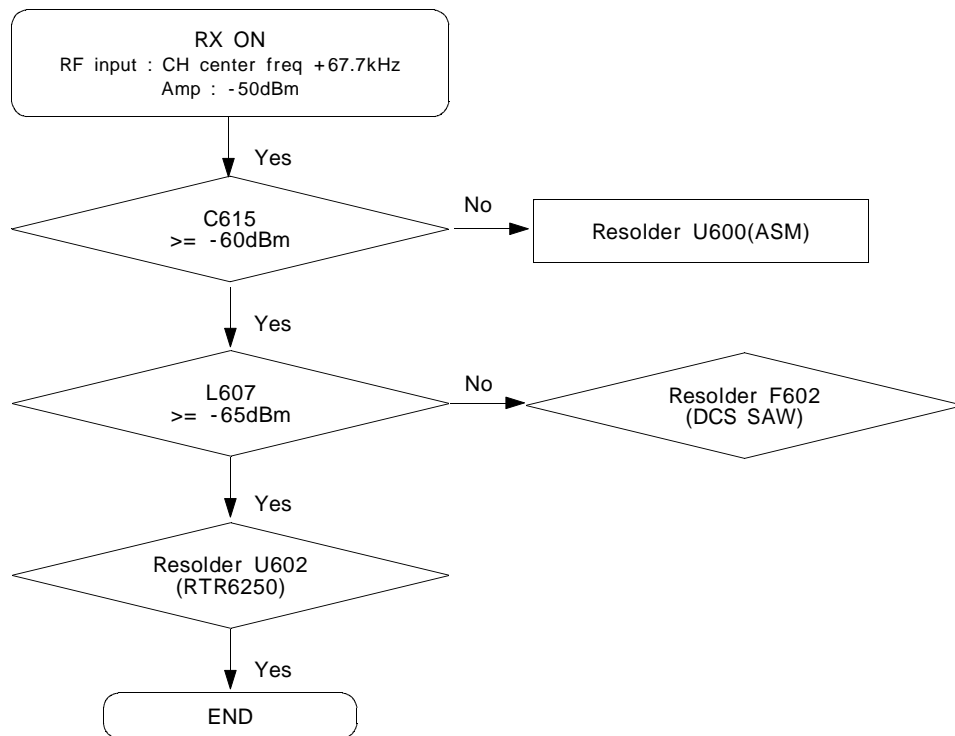 RX ON
RF input : CH center freq +67.7kHz
Amp : -50dBm
Yes
C615
>= -60dBm
No
Resolder U600(ASM)
Yes
L607
>= -65dBm
No
Resolder F602
(DCS SAW)
Yes
Resolder U602
(RTR6250)
Yes
END